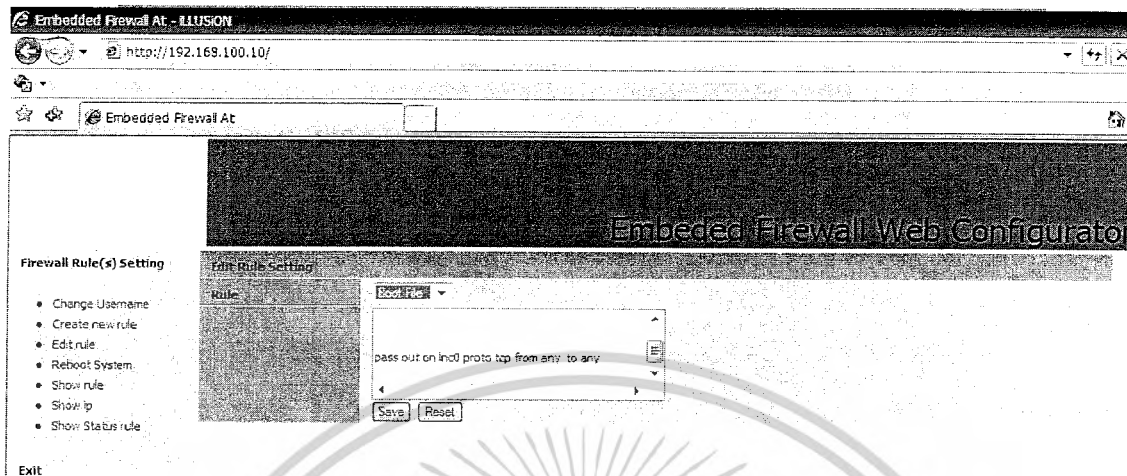 Embedded Firewall At - iLLUSiON
http://192.168.100.10/
Embedded Firewall At
Embeded Firewall Web Configurator
Firewall Rule(s) Setting
Edit Rule Setting
Rule
Boot File
Change Username
Create new rule
Edit rule
Reboot System
Show rule
Show ip
Show Status rule
pass out on lnc0 proto tcp from any to any
Save Reset
Exit